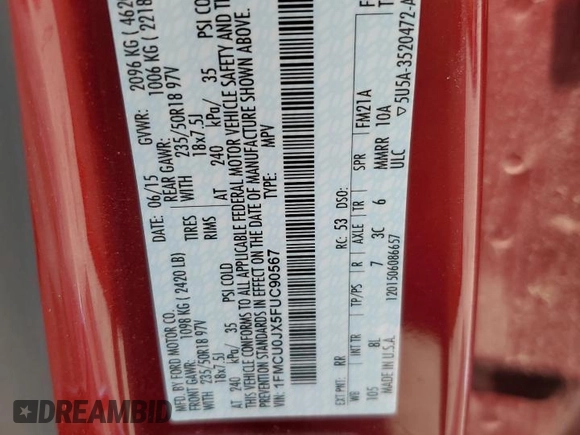 MFD. BY FORD MOTOR CO. DATE: 06/15 GVWR: 2096 KG ( 462
FRONT GAWR: 1098 KG ( 2420 LB) REAR GAWR: 1006 KG ( 2218
WITH 235/50R18 97V TIRES WITH 235/50R18 97V
18x7.5J RIMS 18x7.5J
AT 240 kPa/ 35 PSI COLD AT 240 kPa/ 35 PSI CO
THIS VEHICLE CONFORMS TO ALL APPLICABLE FEDERAL MOTOR VEHICLE SAFETY AND T
PREVENTION STANDARDS IN EFFECT ON THE DATE OF MANUFACTURE SHOWN ABOVE.
VIN: 1FMCU0JX5FUC90567 TYPE: MPV
EXT PNT: RR RC: 53 DSO: FM21A
WB INT TR TP/PS R AXLE TR SPR
105 8L 7 3C 6 MMRRR 10A
MADE IN U.S.A. 1201506086657 ULC ▽5U5A-3520472-A
DREAMBID